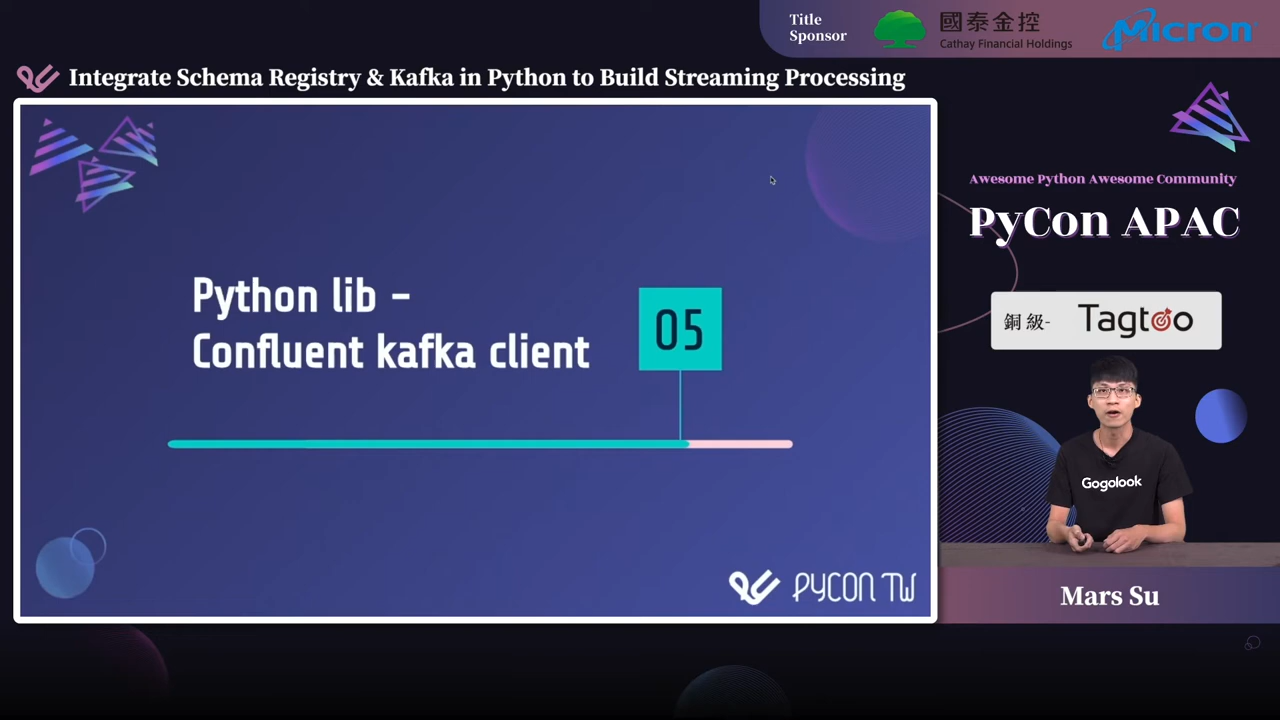 Title
Sponsor
國泰金控
Cathay Financial Holdings
Micron
Integrate Schema Registry & Kafka in Python to Build Streaming Processing
Python lib -
Confluent kafka client
05
PYCON TW
Awesome Python Awesome Community
PyCon APAC
銅級- Tagtoo
Gogolook
Mars Su